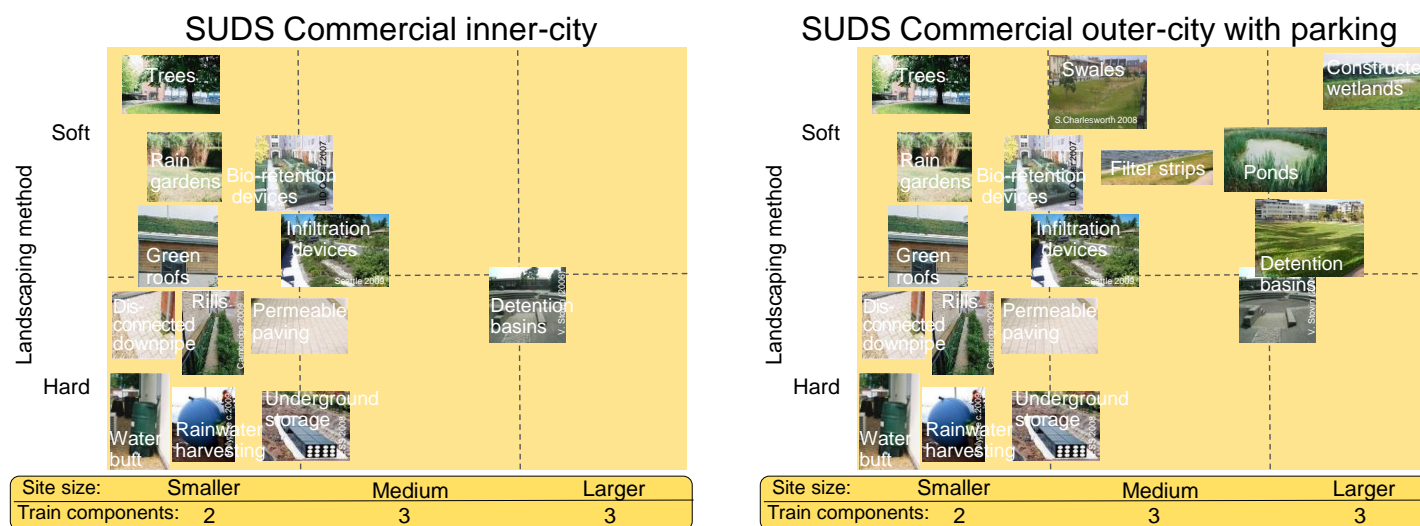 SUDS Commercial inner-city
Landscaping method
Soft
Hard
Trees
Rain
gardens
Bio-retention
devices
Green
roofs
Infiltration
devices
Seattle 2009
Dis-
connected
downpipe
Rills
Cambridge 2009
Permeable
paving
Detention
basins
Water
butt
Rainwater
harvesting
Underground
storage
Site size: Smaller Medium Larger
Train components: 2 3 3
SUDS Commercial outer-city with parking
Landscaping method
Soft
Hard
Trees
Swales
S.Charlesworth 2008
Constructe
wetlands
Rain
gardens
Bio-retention
devices
Filter strips
Ponds
Green
roofs
Infiltration
devices
Seattle 2009
Detention
basins
Dis-
connected
downpipe
Rills
Permeable
paving
Water
butt
Rainwater
harvesting
Underground
storage
Site size: Smaller Medium Larger
Train components: 2 3 3